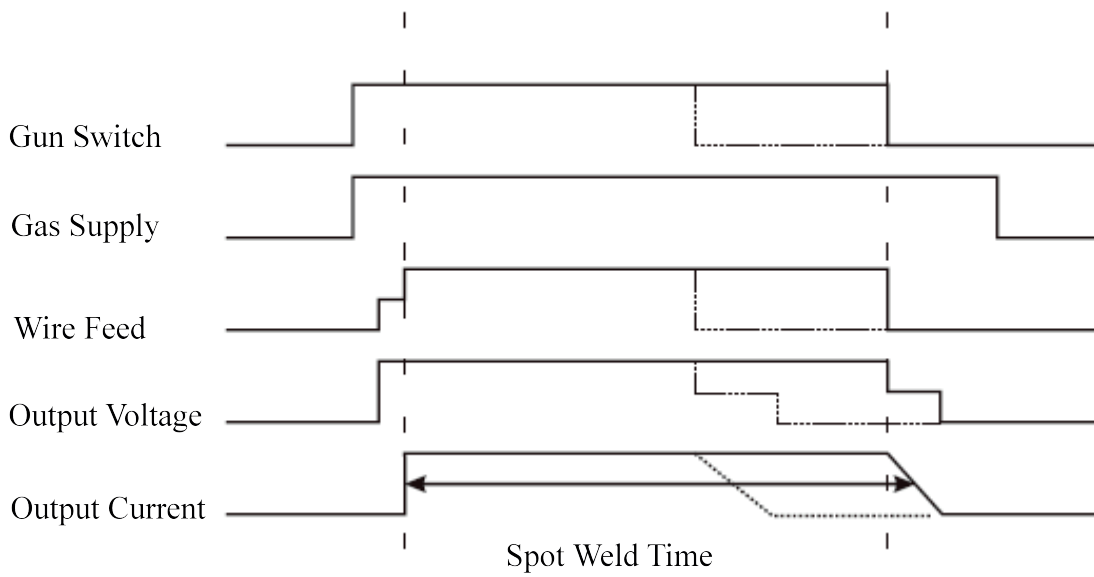 Gun Switch
Gas Supply
Wire Feed
Output Voltage
Output Current
Spot Weld Time